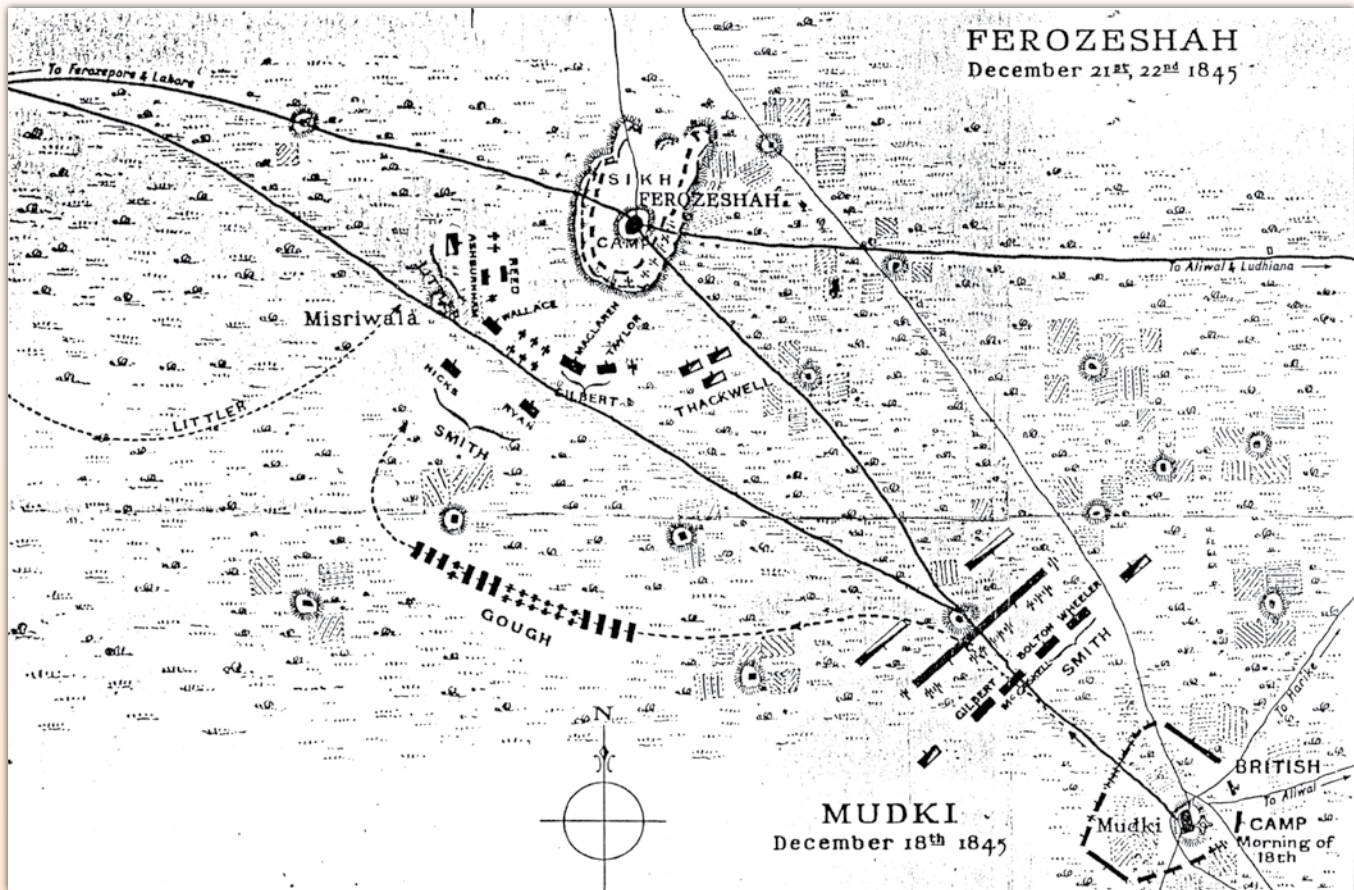 FEROZESHAH
December 21st, 22nd 1845
To Ferozepore & Lahore
SIKH
FEROZESHAH
CAMP
To Aliwal & Ludhiana
LITTLER
ASHBURNHAM
REED
WALLACE
Misriwala
MACLAREN
TAYLOR
GILBERT
THACKWELL
HICKS
RYAN
SMITH
LITTLER
GOUGH
WHEELER
BOLTON
SMITH
GILBERT
McCASKILL
To Harike
N
BRITISH
To Aliwal
MUDKI
December 18th 1845
Mudki
CAMP
Morning of
18th